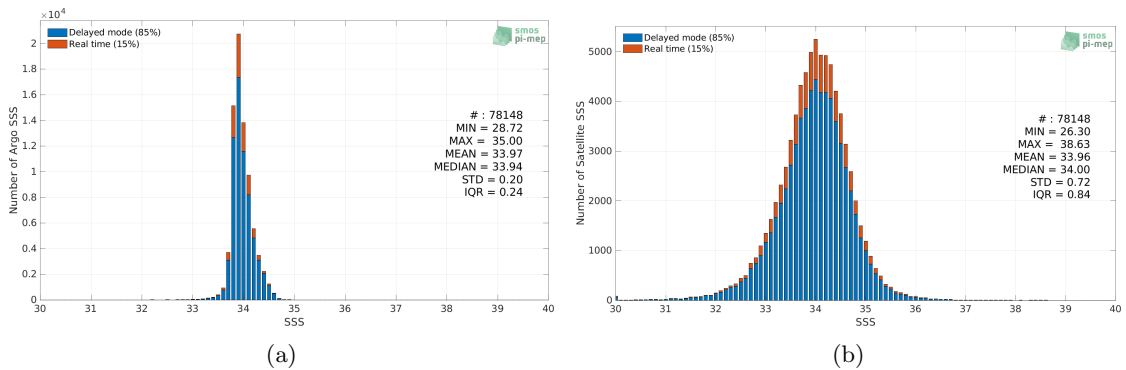 ×10⁴
Delayed mode (85%)
Real time (15%)
smos
pi-mep
# : 78148
MIN = 28.72
MAX = 35.00
MEAN = 33.97
MEDIAN = 33.94
STD = 0.20
IQR = 0.24
Number of Argo SSS
2
1.8
1.6
1.4
1.2
1
0.8
0.6
0.4
0.2
0
30 31 32 33 34 35 36 37 38 39 40
SSS
(a)
Delayed mode (85%)
Real time (15%)
smos
pi-mep
# : 78148
MIN = 26.30
MAX = 38.63
MEAN = 33.96
MEDIAN = 34.00
STD = 0.72
IQR = 0.84
Number of Satellite SSS
5000
4000
3000
2000
1000
0
30 31 32 33 34 35 36 37 38 39 40
SSS
(b)